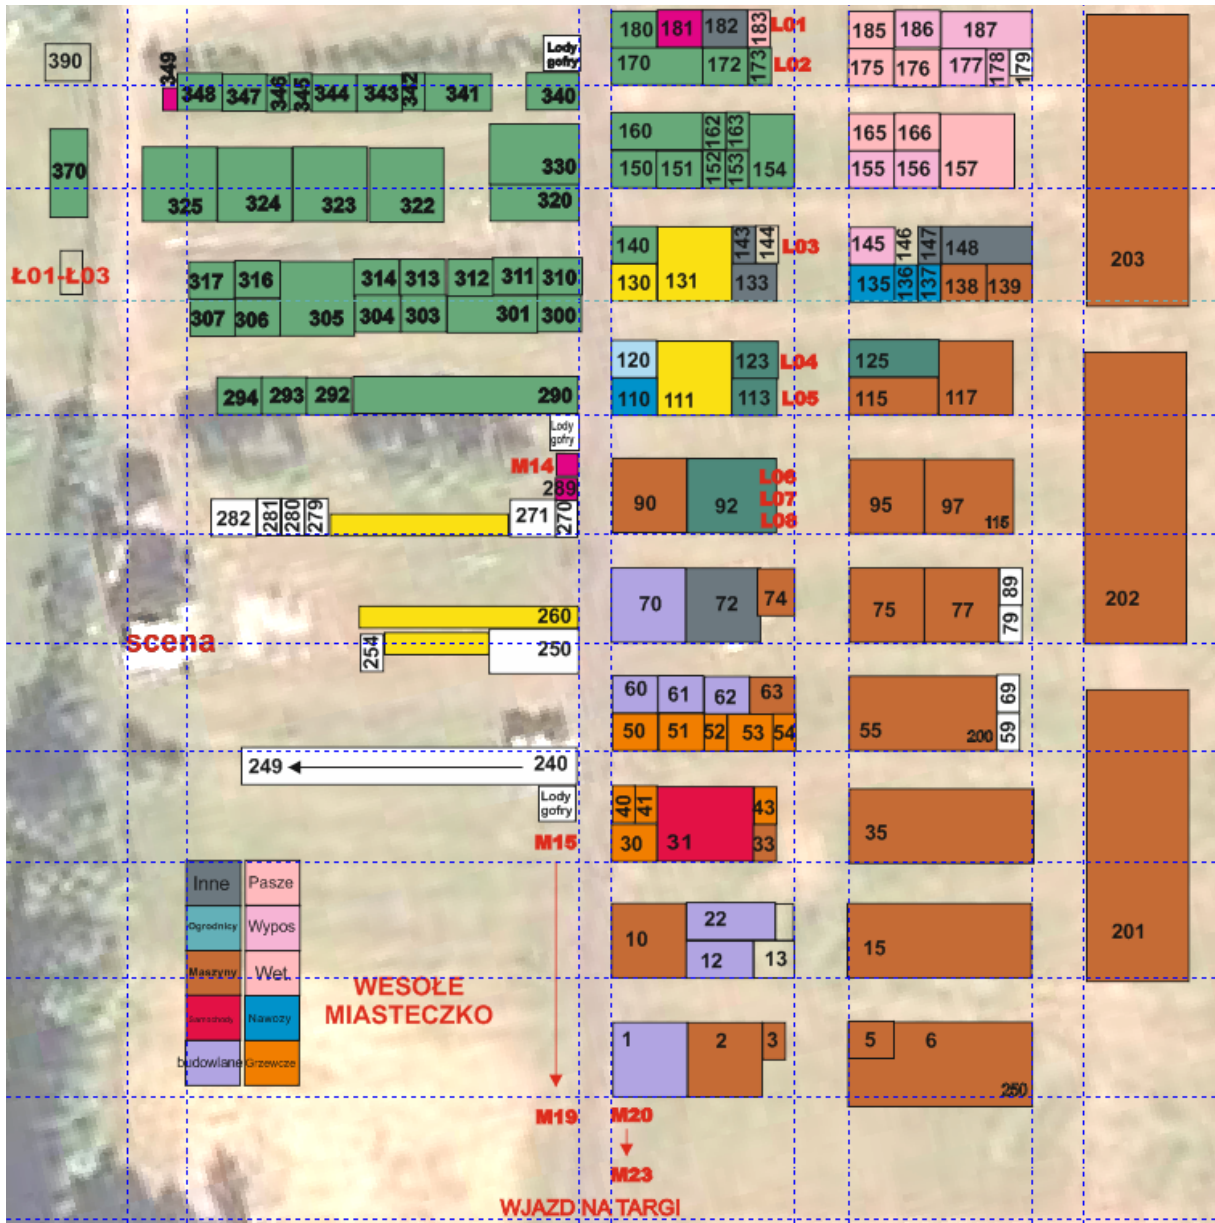 180 181 182 183 L01
185 186 187
Lody
gofry
390
349
170 172 173 L02
175 176 177 178 179
348 347 346 345 344 343 342 341 340
160 162 163
165 166
370
330
150 151 152 153 154
155 156 157
325 324 323 322 320
140 143 144 L03
145 146 147 148
203
Ł01-Ł03
317 316 314 313 312 311 310
130 131 133
135 136 137 138 139
307 306 305 304 303 301 300
120 123 L04
125
294 293 292 290
110 111 113 L05
115 117
Lody
gofry
M14
289
L06
L07
L08
90 92
95 97 115
282 281 280 279 271 270
70 72 74
75 77 89
79
202
260
scena
254 250
60 61 62 63
69
50 51 52 53 54
55 200 59
249 240
Lody
gofry
40 41 43
30 31 33
35
M15
Inne Pasze
Ogrodnicy Wypos
Maszyny Wet.
Samochody Nawozy
budowlane Grzewcze
22
10 12 13
15
201
WESOŁE
MIASTECZKO
1 2 3
5 6
250
M19 M20
M23
WJAZD NA TARGI